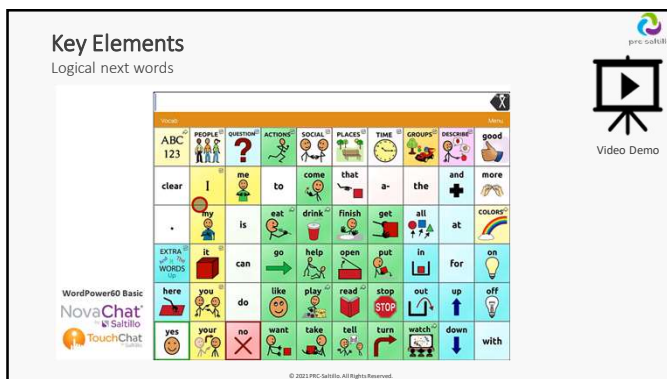 Key Elements
Logical next words
prc saltillo
Video Demo
Vocab Menu
ABC 123 PEOPLE QUESTION ACTIONS SOCIAL PLACES TIME GROUPS DESCRIBE good
clear I me to come that a- the and more
. my is eat drink finish get all at COLORS
EXTRA WORDS it can go help open put in for on
here you do like play read stop STOP out up off
yes your no want take tell turn watch down with
WordPower60 Basic
NovaChat
by Saltillo
TouchChat
by Saltillo
© 2021 PRC-Saltillo. All Rights Reserved.